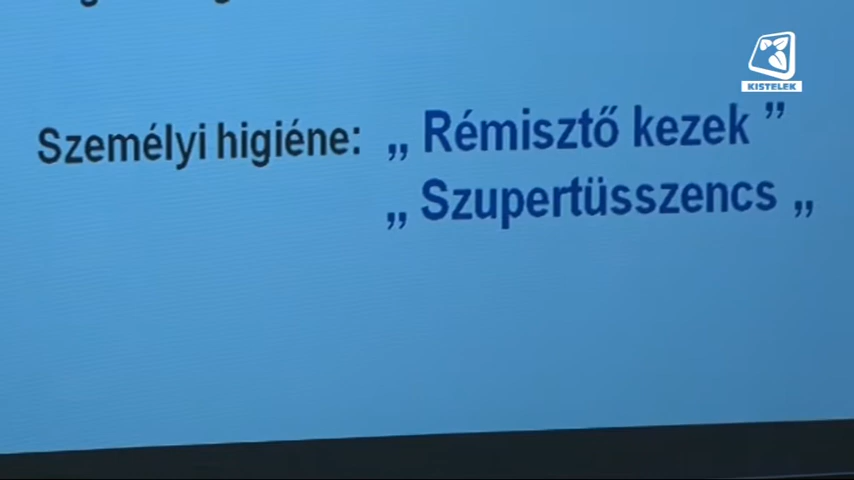 KISTELEK
Személyi higiéne: „ Rémisztő kezek ”
„ Szupertüsszencs „